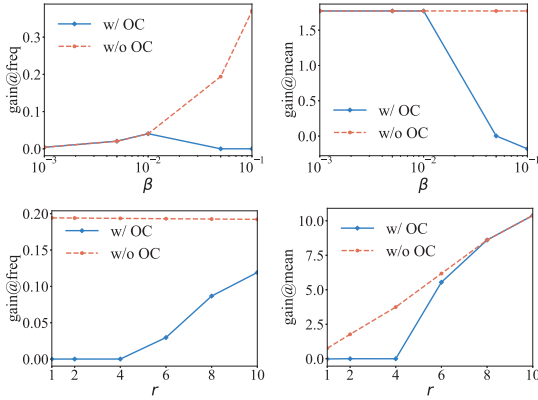 gain@freq
0.3
0.2
0.1
0.0
w/ OC
w/o OC
10⁻³
10⁻²
10⁻¹
β
gain@mean
1.5
1.0
0.5
0.0
w/ OC
w/o OC
10⁻³
10⁻²
10⁻¹
β
gain@freq
0.20
0.15
0.10
0.05
0.00
w/ OC
w/o OC
1 2 4 6 8 10
r
gain@mean
10.0
7.5
5.0
2.5
0.0
w/ OC
w/o OC
1 2 4 6 8 10
r